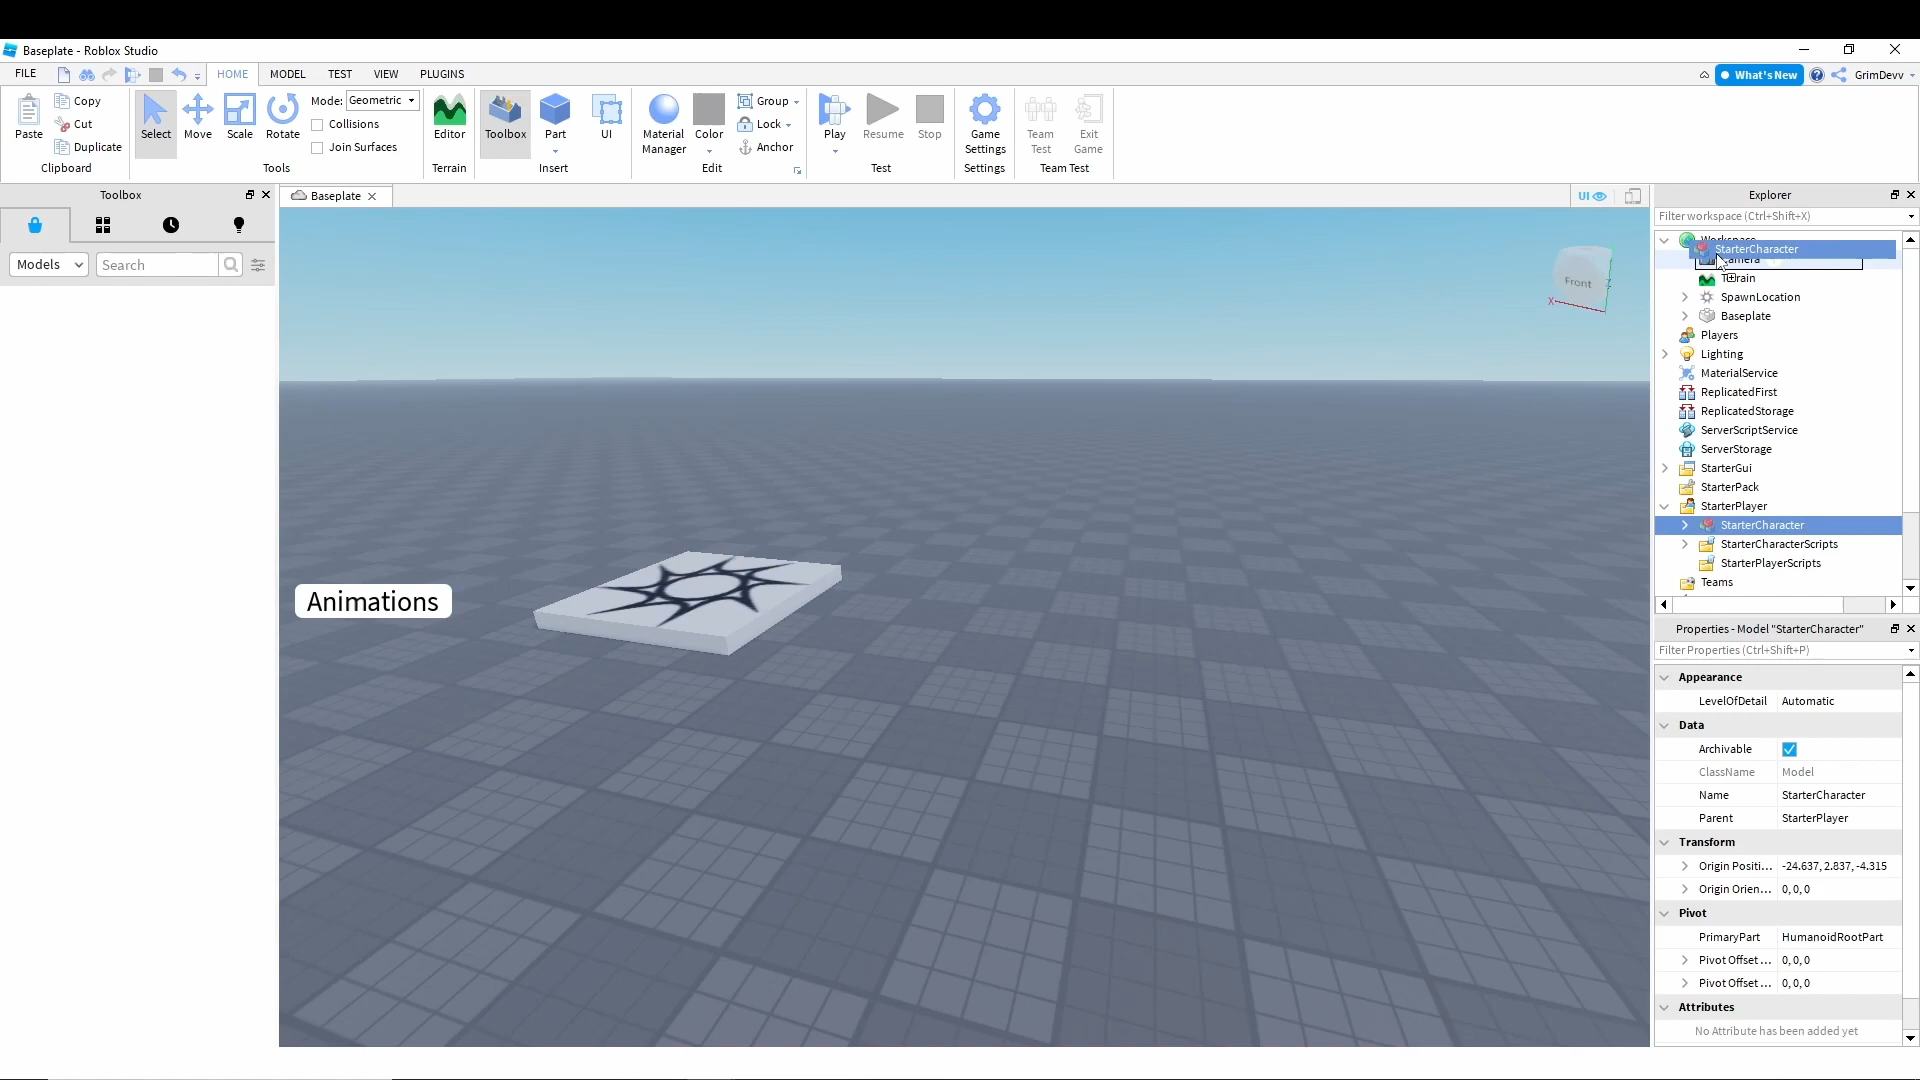 Baseplate - Roblox Studio
FILE HOME MODEL TEST VIEW PLUGINS What's New GrimDevv
Paste Copy Cut Duplicate
Clipboard
Select Move Scale Rotate Mode: Geometric
Collisions
Join Surfaces
Tools
Editor
Terrain
Toolbox Part UI
Insert
Material Manager Color Group Lock Anchor
Edit
Play Resume Stop
Test
Game Settings
Settings
Team Test Exit Game
Team Test
Toolbox
Models Search
Baseplate
UI
Front
X
Animations
Explorer
Filter workspace (Ctrl+Shift+X)
StarterCharacter
Terrain
SpawnLocation
Baseplate
Players
Lighting
MaterialService
ReplicatedFirst
ReplicatedStorage
ServerScriptService
ServerStorage
StarterGui
StarterPack
StarterPlayer
StarterCharacter
StarterCharacterScripts
StarterPlayerScripts
Teams
Properties - Model "StarterCharacter"
Filter Properties (Ctrl+Shift+P)
Appearance
LevelOfDetail Automatic
Data
Archivable
ClassName Model
Name StarterCharacter
Parent StarterPlayer
Transform
Origin Positi... -24.637, 2.837, -4.315
Origin Orien... 0, 0, 0
Pivot
PrimaryPart HumanoidRootPart
Pivot Offset ... 0, 0, 0
Pivot Offset ... 0, 0, 0
Attributes
No Attribute has been added yet